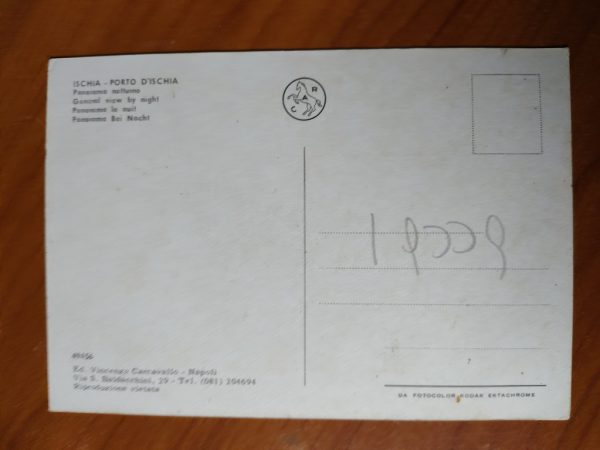 ISCHIA - PORTO D'ISCHIA
Panorama notturno
General view by night
Panorama la nuit
Panorama Bei Nacht
C A R
Ed. Vincenzo Carcavallo - Napoli
Via S. Baldacchini, 29 - Tel. (081) 204694
Riproduzione vietata
DA FOTOCOLOR KODAK EKTACHROME